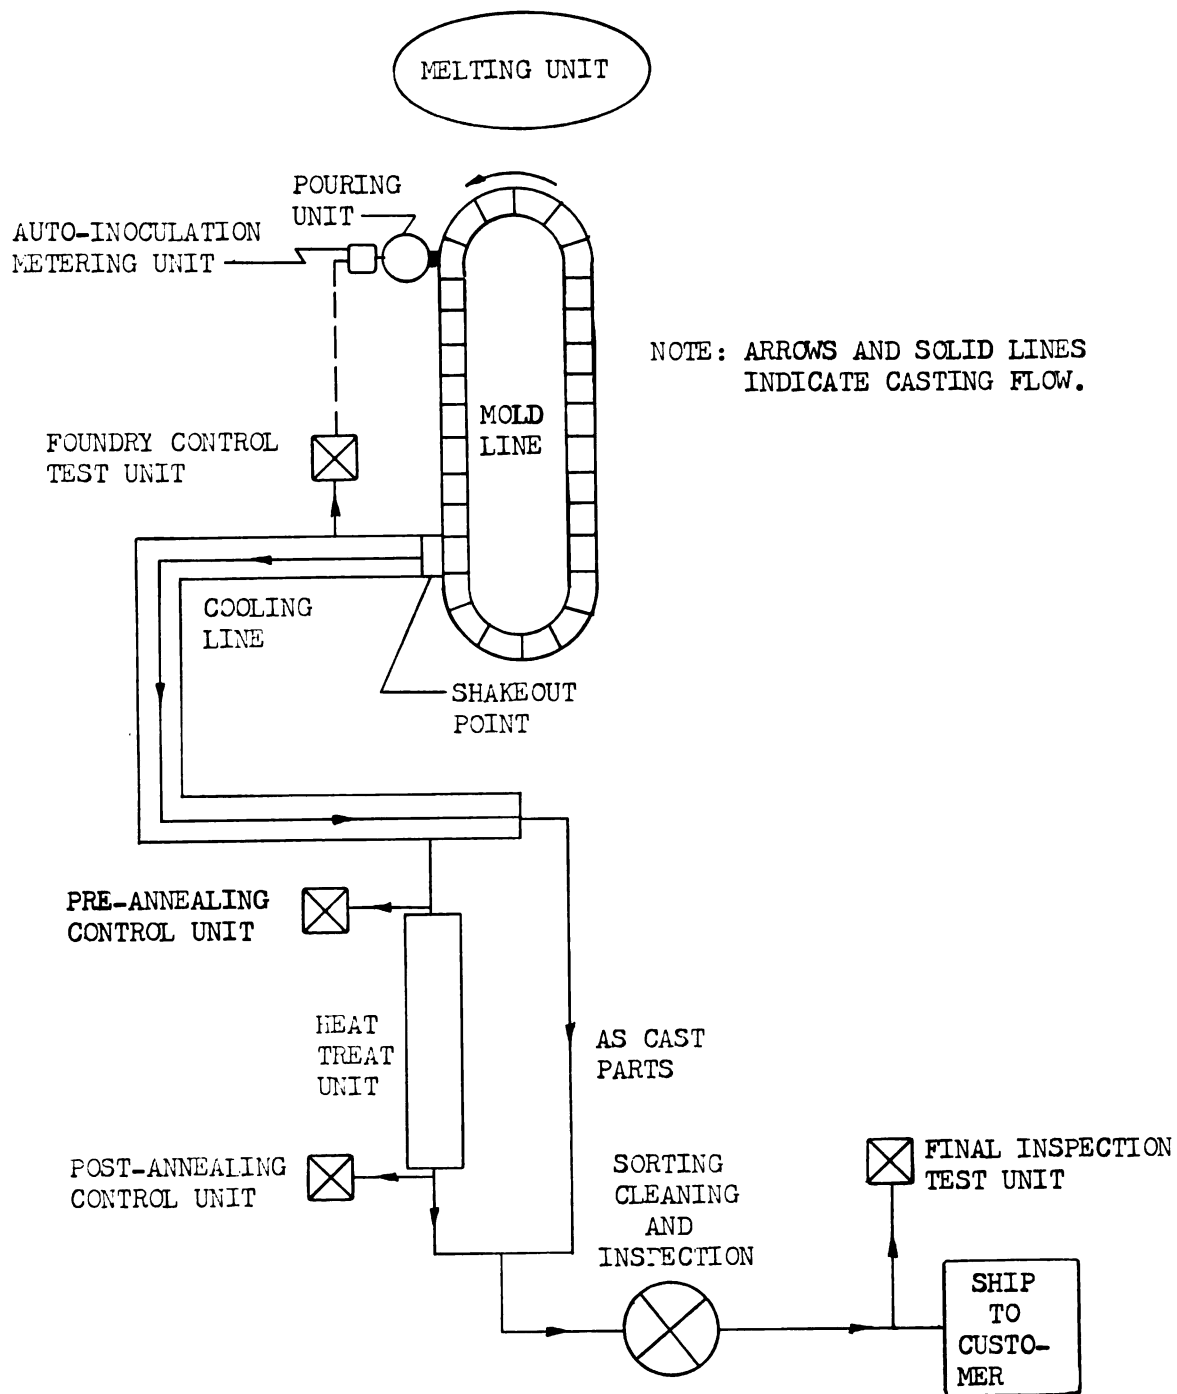 MELTING UNIT
POURING
UNIT
AUTO-INOCULATION
METERING UNIT
NOTE: ARROWS AND SOLID LINES
INDICATE CASTING FLOW.
MOLD
LINE
FOUNDRY CONTROL
TEST UNIT
COOLING
LINE
SHAKEOUT
POINT
PRE-ANNEALING
CONTROL UNIT
HEAT
TREAT
UNIT
AS CAST
PARTS
POST-ANNEALING
CONTROL UNIT
SORTING
CLEANING
AND
INSPECTION
FINAL INSPECTION
TEST UNIT
SHIP
TO
CUSTO-
MER